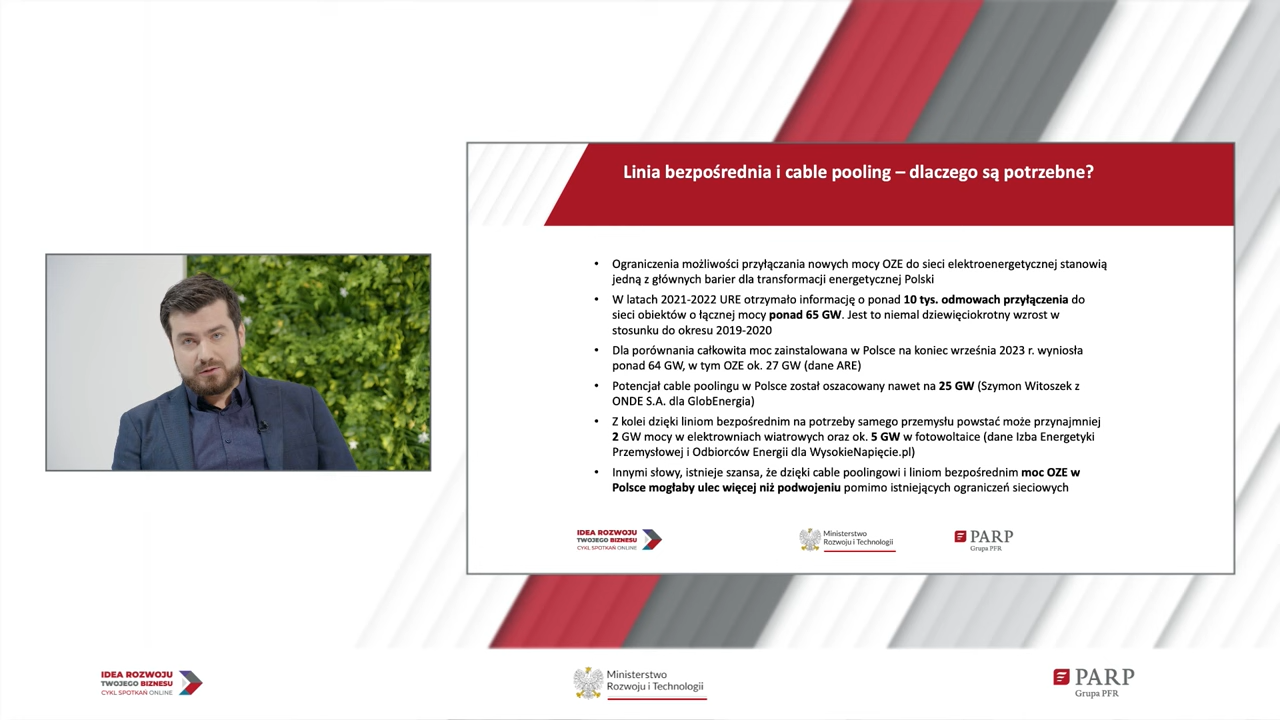 Linia bezpośrednia i cable pooling – dlaczego są potrzebne?
• Ograniczenia możliwości przyłączania nowych mocy OZE do sieci elektroenergetycznej stanowią
jedną z głównych barier dla transformacji energetycznej Polski
• W latach 2021-2022 URE otrzymało informację o ponad 10 tys. odmowach przyłączenia do
sieci obiektów o łącznej mocy ponad 65 GW. Jest to niemal dziewięciokrotny wzrost w
stosunku do okresu 2019-2020
• Dla porównania całkowita moc zainstalowana w Polsce na koniec września 2023 r. wyniosła
ponad 64 GW, w tym OZE ok. 27 GW (dane ARE)
• Potencjał cable poolingu w Polsce został oszacowany nawet na 25 GW (Szymon Witoszek z
ONDE S.A. dla GlobEnergia)
• Z kolei dzięki liniom bezpośrednim na potrzeby samego przemysłu powstać może przynajmniej
2 GW mocy w elektrowniach wiatrowych oraz ok. 5 GW w fotowoltaice (dane Izba Energetyki
Przemysłowej i Odbiorców Energii dla WysokieNapięcie.pl)
• Innymi słowy, istnieje szansa, że dzięki cable poolingowi i liniom bezpośrednim moc OZE w
Polsce mogłaby ulec więcej niż podwojeniu pomimo istniejących ograniczeń sieciowych
IDEA ROZWOJU
TWOJEGO BIZNESU
CYKL SPOTKAŃ ONLINE
Ministerstwo
Rozwoju i Technologii
PARP
Grupa PFR
IDEA ROZWOJU
TWOJEGO BIZNESU
CYKL SPOTKAŃ ONLINE
Ministerstwo
Rozwoju i Technologii
PARP
Grupa PFR